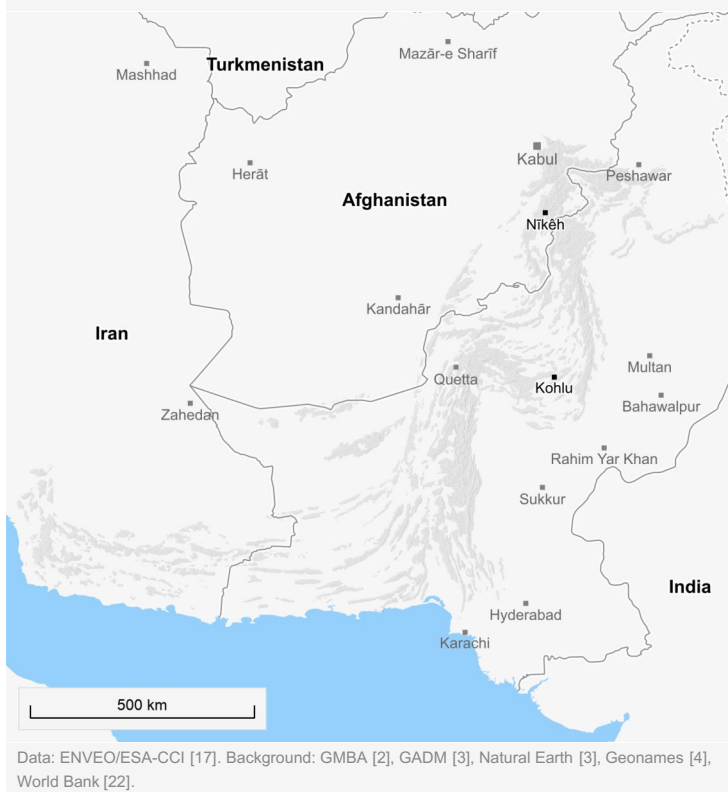 Mazār-e Sharīf
Turkmenistan
Mashhad
Kabul
Herāt
Peshawar
Afghanistan
Nīkêh
Kandahār
Iran
Multan
Quetta
Kohlu
Bahawalpur
Zahedan
Rahim Yar Khan
Sukkur
India
Hyderabad
Karachi
500 km
Data: ENVEO/ESA-CCI [17]. Background: GMBA [2], GADM [3], Natural Earth [3], Geonames [4],
World Bank [22].